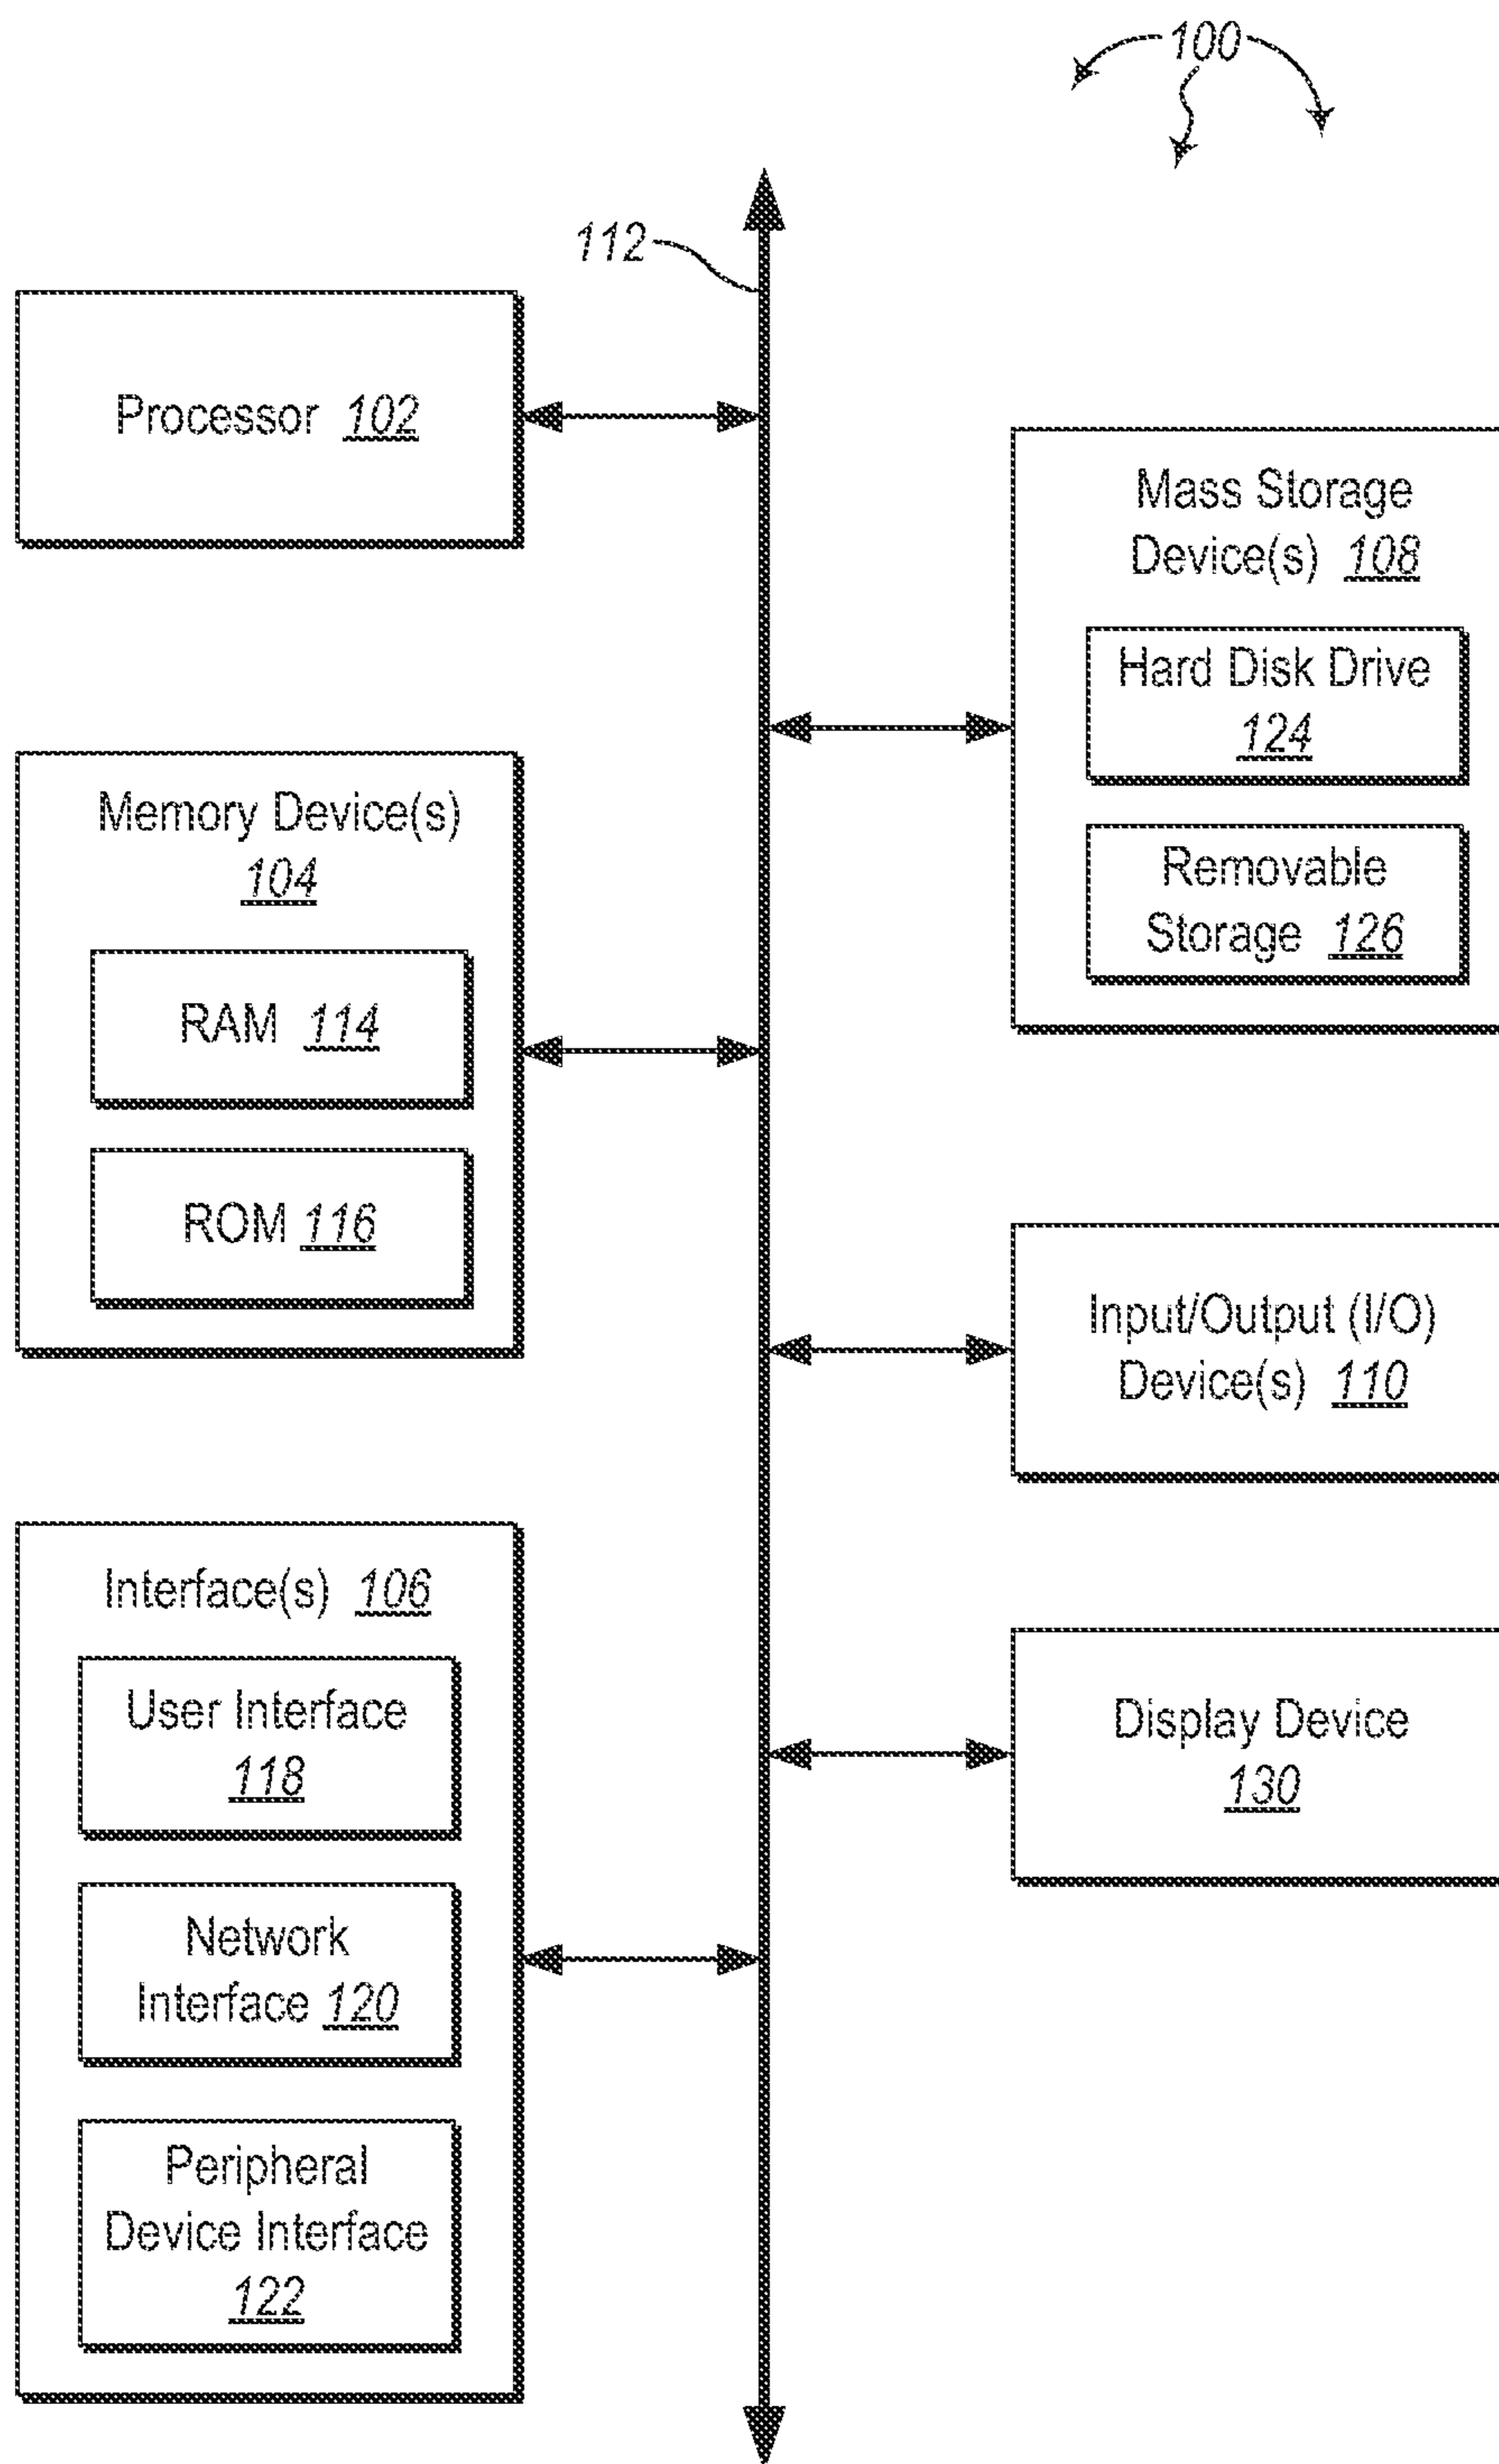 100
112
Processor 102
Mass Storage
Device(s) 108
Hard Disk Drive
124
Removable
Storage 126
Memory Device(s)
104
RAM 114
ROM 116
Input/Output (I/O)
Device(s) 110
Interface(s) 106
User Interface
118
Network
Interface 120
Peripheral
Device Interface
122
Display Device
130